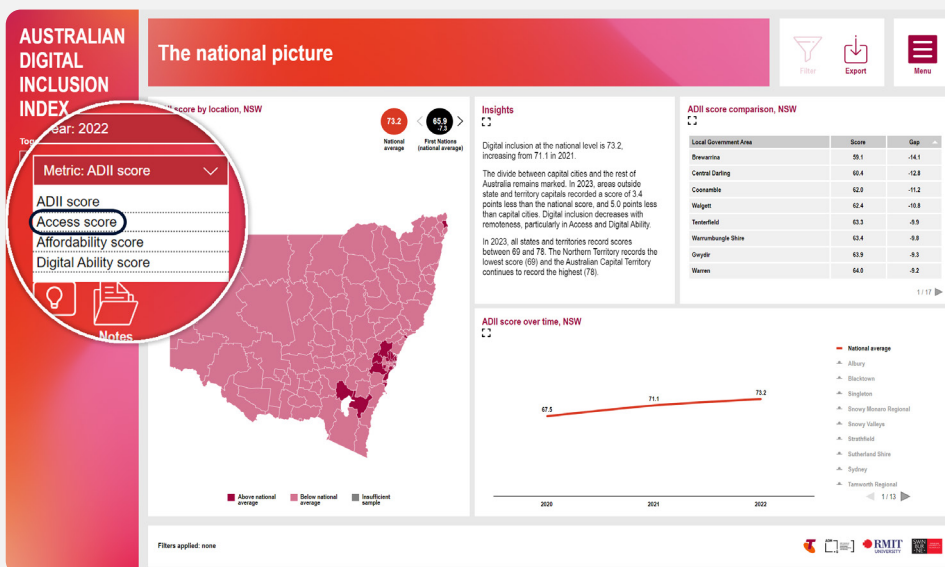 AUSTRALIAN
DIGITAL
INCLUSION
INDEX
The national picture
Filter
Export
Menu
ear: 2022
Metric: ADII score
ADII score
Access score
Affordability score
Digital Ability score
Notes
score by location, NSW
73.2
National
average
65.9
-7.3
First Nations
(national average)
Above national
average
Below national
average
Insufficient
sample
Insights
Digital inclusion at the national level is 73.2,
increasing from 71.1 in 2021.
The divide between capital cities and the rest of
Australia remains marked. In 2023, areas outside
state and territory capitals recorded a score of 3.4
points less than the national score, and 5.0 points less
than capital cities. Digital inclusion decreases with
remoteness, particularly in Access and Digital Ability.
In 2023, all states and territories record scores
between 69 and 78. The Northern Territory records the
lowest score (69) and the Australian Capital Territory
continues to record the highest (78).
ADII score comparison, NSW
Local Government Area Score Gap
Brewarrina 59.1 -14.1
Central Darling 60.4 -12.8
Coonamble 62.0 -11.2
Walgett 62.4 -10.8
Tenterfield 63.3 -9.9
Warrumbungle Shire 63.4 -9.8
Gwydir 63.9 -9.3
Warren 64.0 -9.2
1 / 17
ADII score over time, NSW
67.5
71.1
73.2
2020
2021
2022
National average
Albury
Blacktown
Singleton
Snowy Monaro Regional
Snowy Valleys
Strathfield
Sutherland Shire
Sydney
Tamworth Regional
1 / 13
Filters applied: none
RMIT
UNIVERSITY
SWIN
BUR
NE